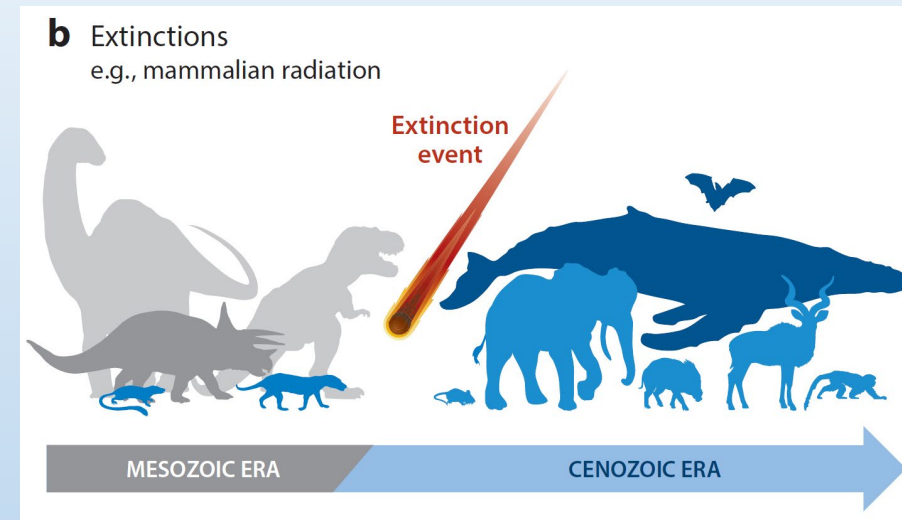 b Extinctions
e.g., mammalian radiation
Extinction
event
MESOZOIC ERA
CENOZOIC ERA